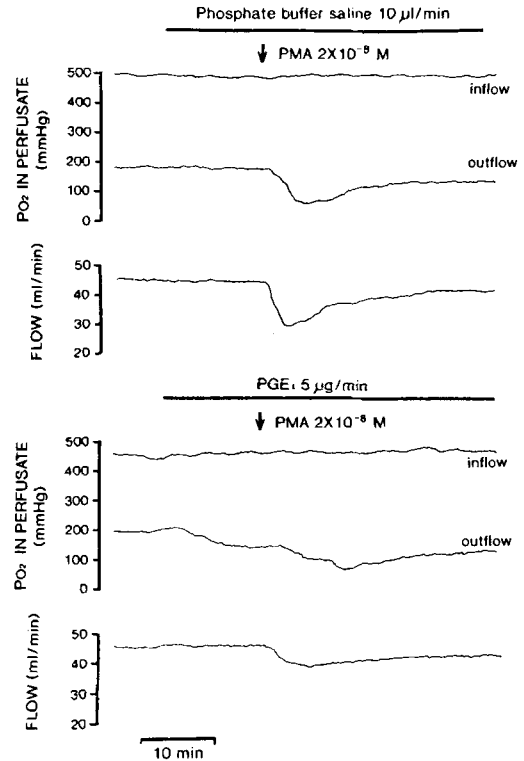 Phosphate buffer saline 10 µl/min
PMA 2X10⁻⁸ M
PO₂ IN PERFUSATE
(mmHg)
500
400
300
200
100
0
inflow
outflow
FLOW (ml/min)
50
40
30
20
PGE₁ 5 µg/min
PMA 2X10⁻⁸ M
PO₂ IN PERFUSATE
(mmHg)
500
400
300
200
100
0
inflow
outflow
FLOW (ml/min)
50
40
30
20
10 min